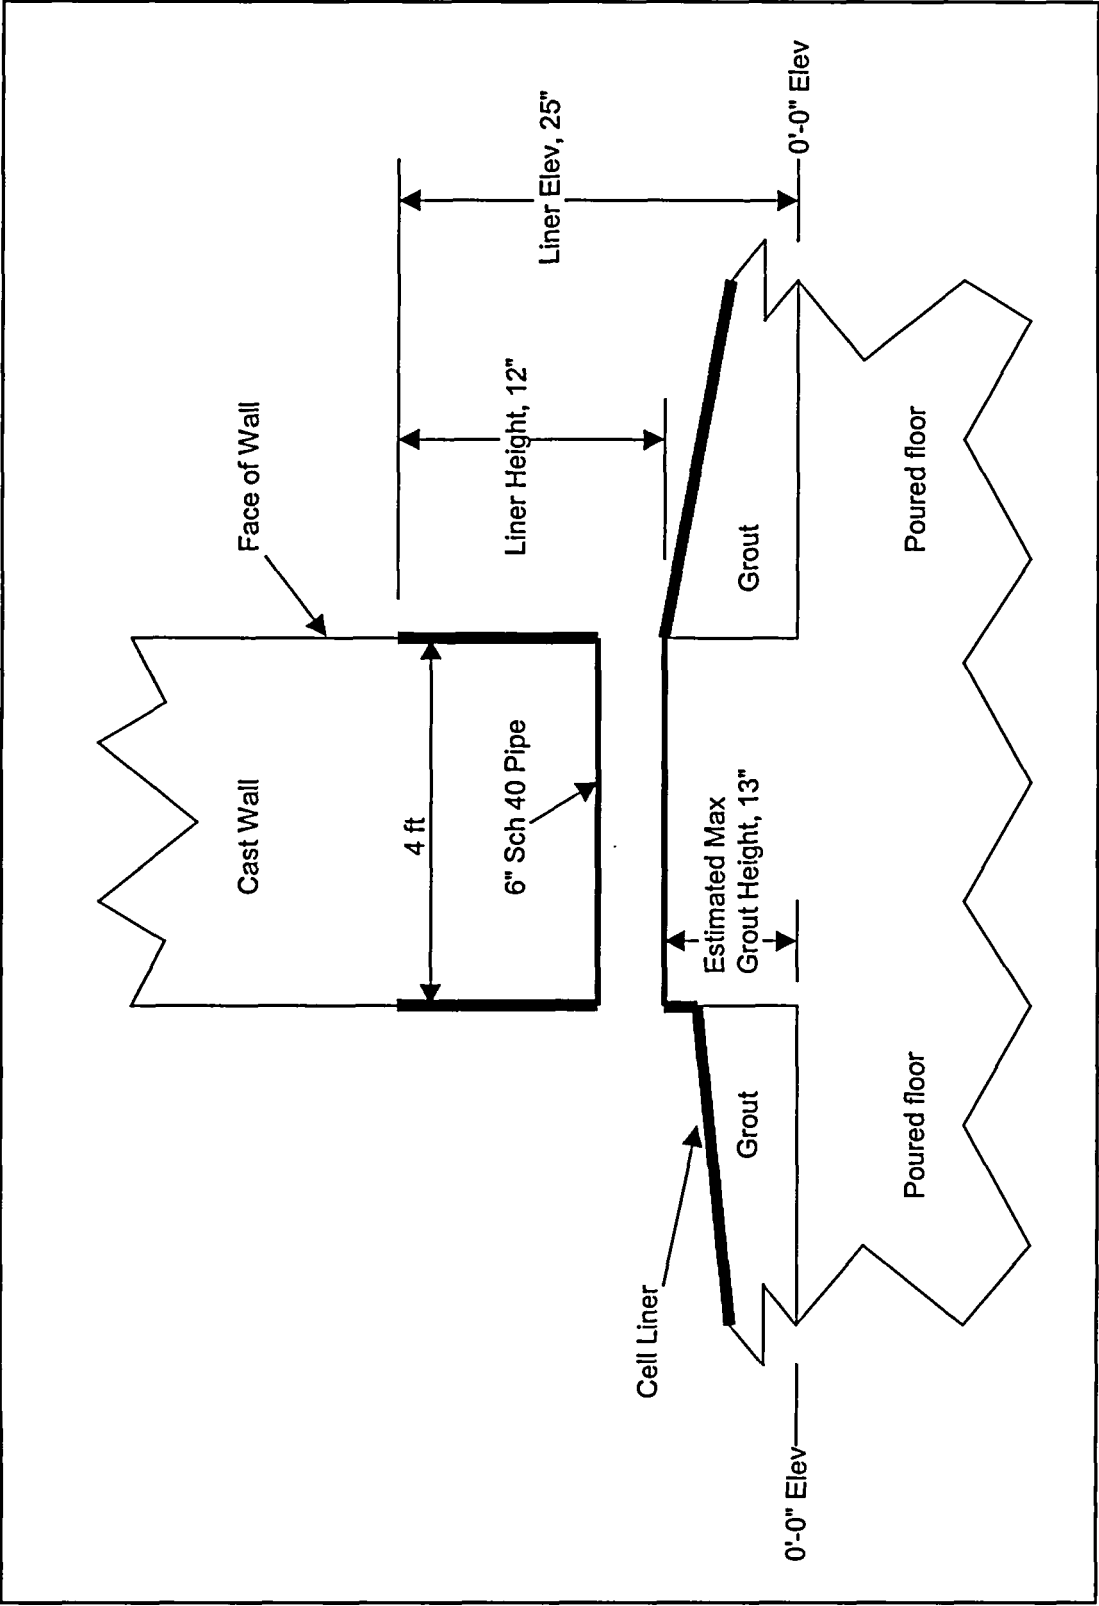 Cast Wall
Face of Wall
4 ft
6" Sch 40 Pipe
Liner Height, 12"
Liner Elev, 25"
Cell Liner
Estimated Max
Grout Height, 13"
Grout
Grout
0'-0" Elev
0'-0" Elev
Poured floor
Poured floor